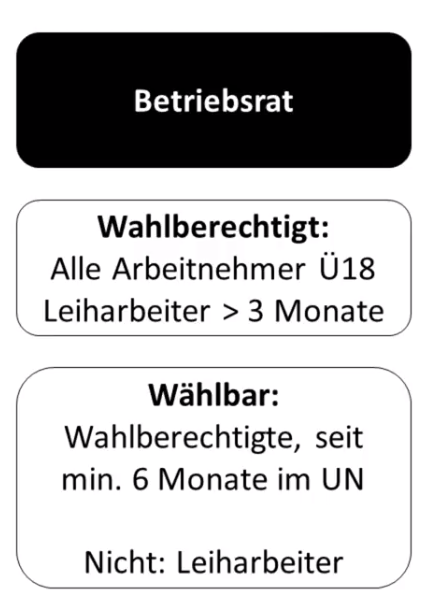 Betriebsrat
Wahlberechtigt:
Alle Arbeitnehmer Ü18
Leiharbeiter > 3 Monate
Wählbar:
Wahlberechtigte, seit
min. 6 Monate im UN
Nicht: Leiharbeiter